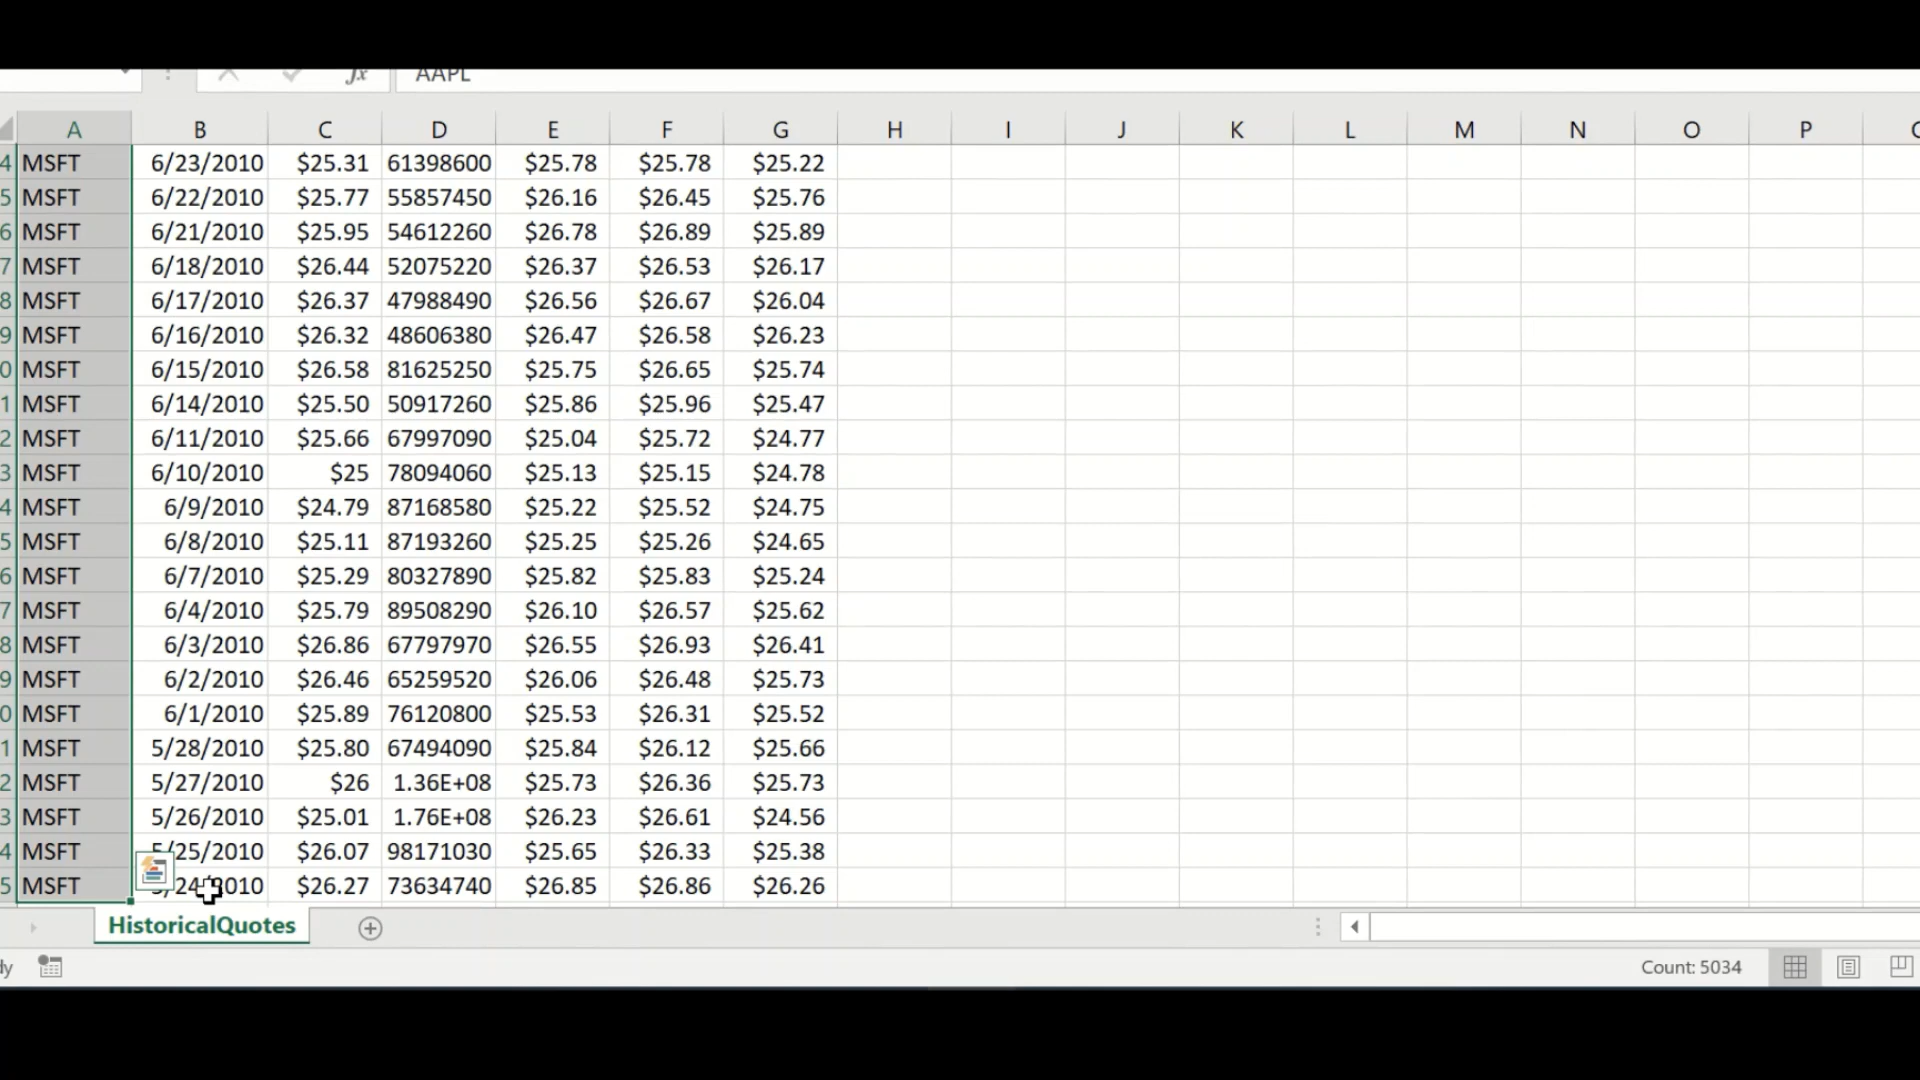 AAPL
A B C D E F G H I J K L M N O P
4 MSFT 6/23/2010 $25.31 61398600 $25.78 $25.78 $25.22
5 MSFT 6/22/2010 $25.77 55857450 $26.16 $26.45 $25.76
6 MSFT 6/21/2010 $25.95 54612260 $26.78 $26.89 $25.89
7 MSFT 6/18/2010 $26.44 52075220 $26.37 $26.53 $26.17
8 MSFT 6/17/2010 $26.37 47988490 $26.56 $26.67 $26.04
9 MSFT 6/16/2010 $26.32 48606380 $26.47 $26.58 $26.23
0 MSFT 6/15/2010 $26.58 81625250 $25.75 $26.65 $25.74
1 MSFT 6/14/2010 $25.50 50917260 $25.86 $25.96 $25.47
2 MSFT 6/11/2010 $25.66 67997090 $25.04 $25.72 $24.77
3 MSFT 6/10/2010 $25 78094060 $25.13 $25.15 $24.78
4 MSFT 6/9/2010 $24.79 87168580 $25.22 $25.52 $24.75
5 MSFT 6/8/2010 $25.11 87193260 $25.25 $25.26 $24.65
6 MSFT 6/7/2010 $25.29 80327890 $25.82 $25.83 $25.24
7 MSFT 6/4/2010 $25.79 89508290 $26.10 $26.57 $25.62
8 MSFT 6/3/2010 $26.86 67797970 $26.55 $26.93 $26.41
9 MSFT 6/2/2010 $26.46 65259520 $26.06 $26.48 $25.73
0 MSFT 6/1/2010 $25.89 76120800 $25.53 $26.31 $25.52
1 MSFT 5/28/2010 $25.80 67494090 $25.84 $26.12 $25.66
2 MSFT 5/27/2010 $26 1.36E+08 $25.73 $26.36 $25.73
3 MSFT 5/26/2010 $25.01 1.76E+08 $26.23 $26.61 $24.56
4 MSFT 5/25/2010 $26.07 98171030 $25.65 $26.33 $25.38
5 MSFT 5/24/2010 $26.27 73634740 $26.85 $26.86 $26.26
HistoricalQuotes
Count: 5034